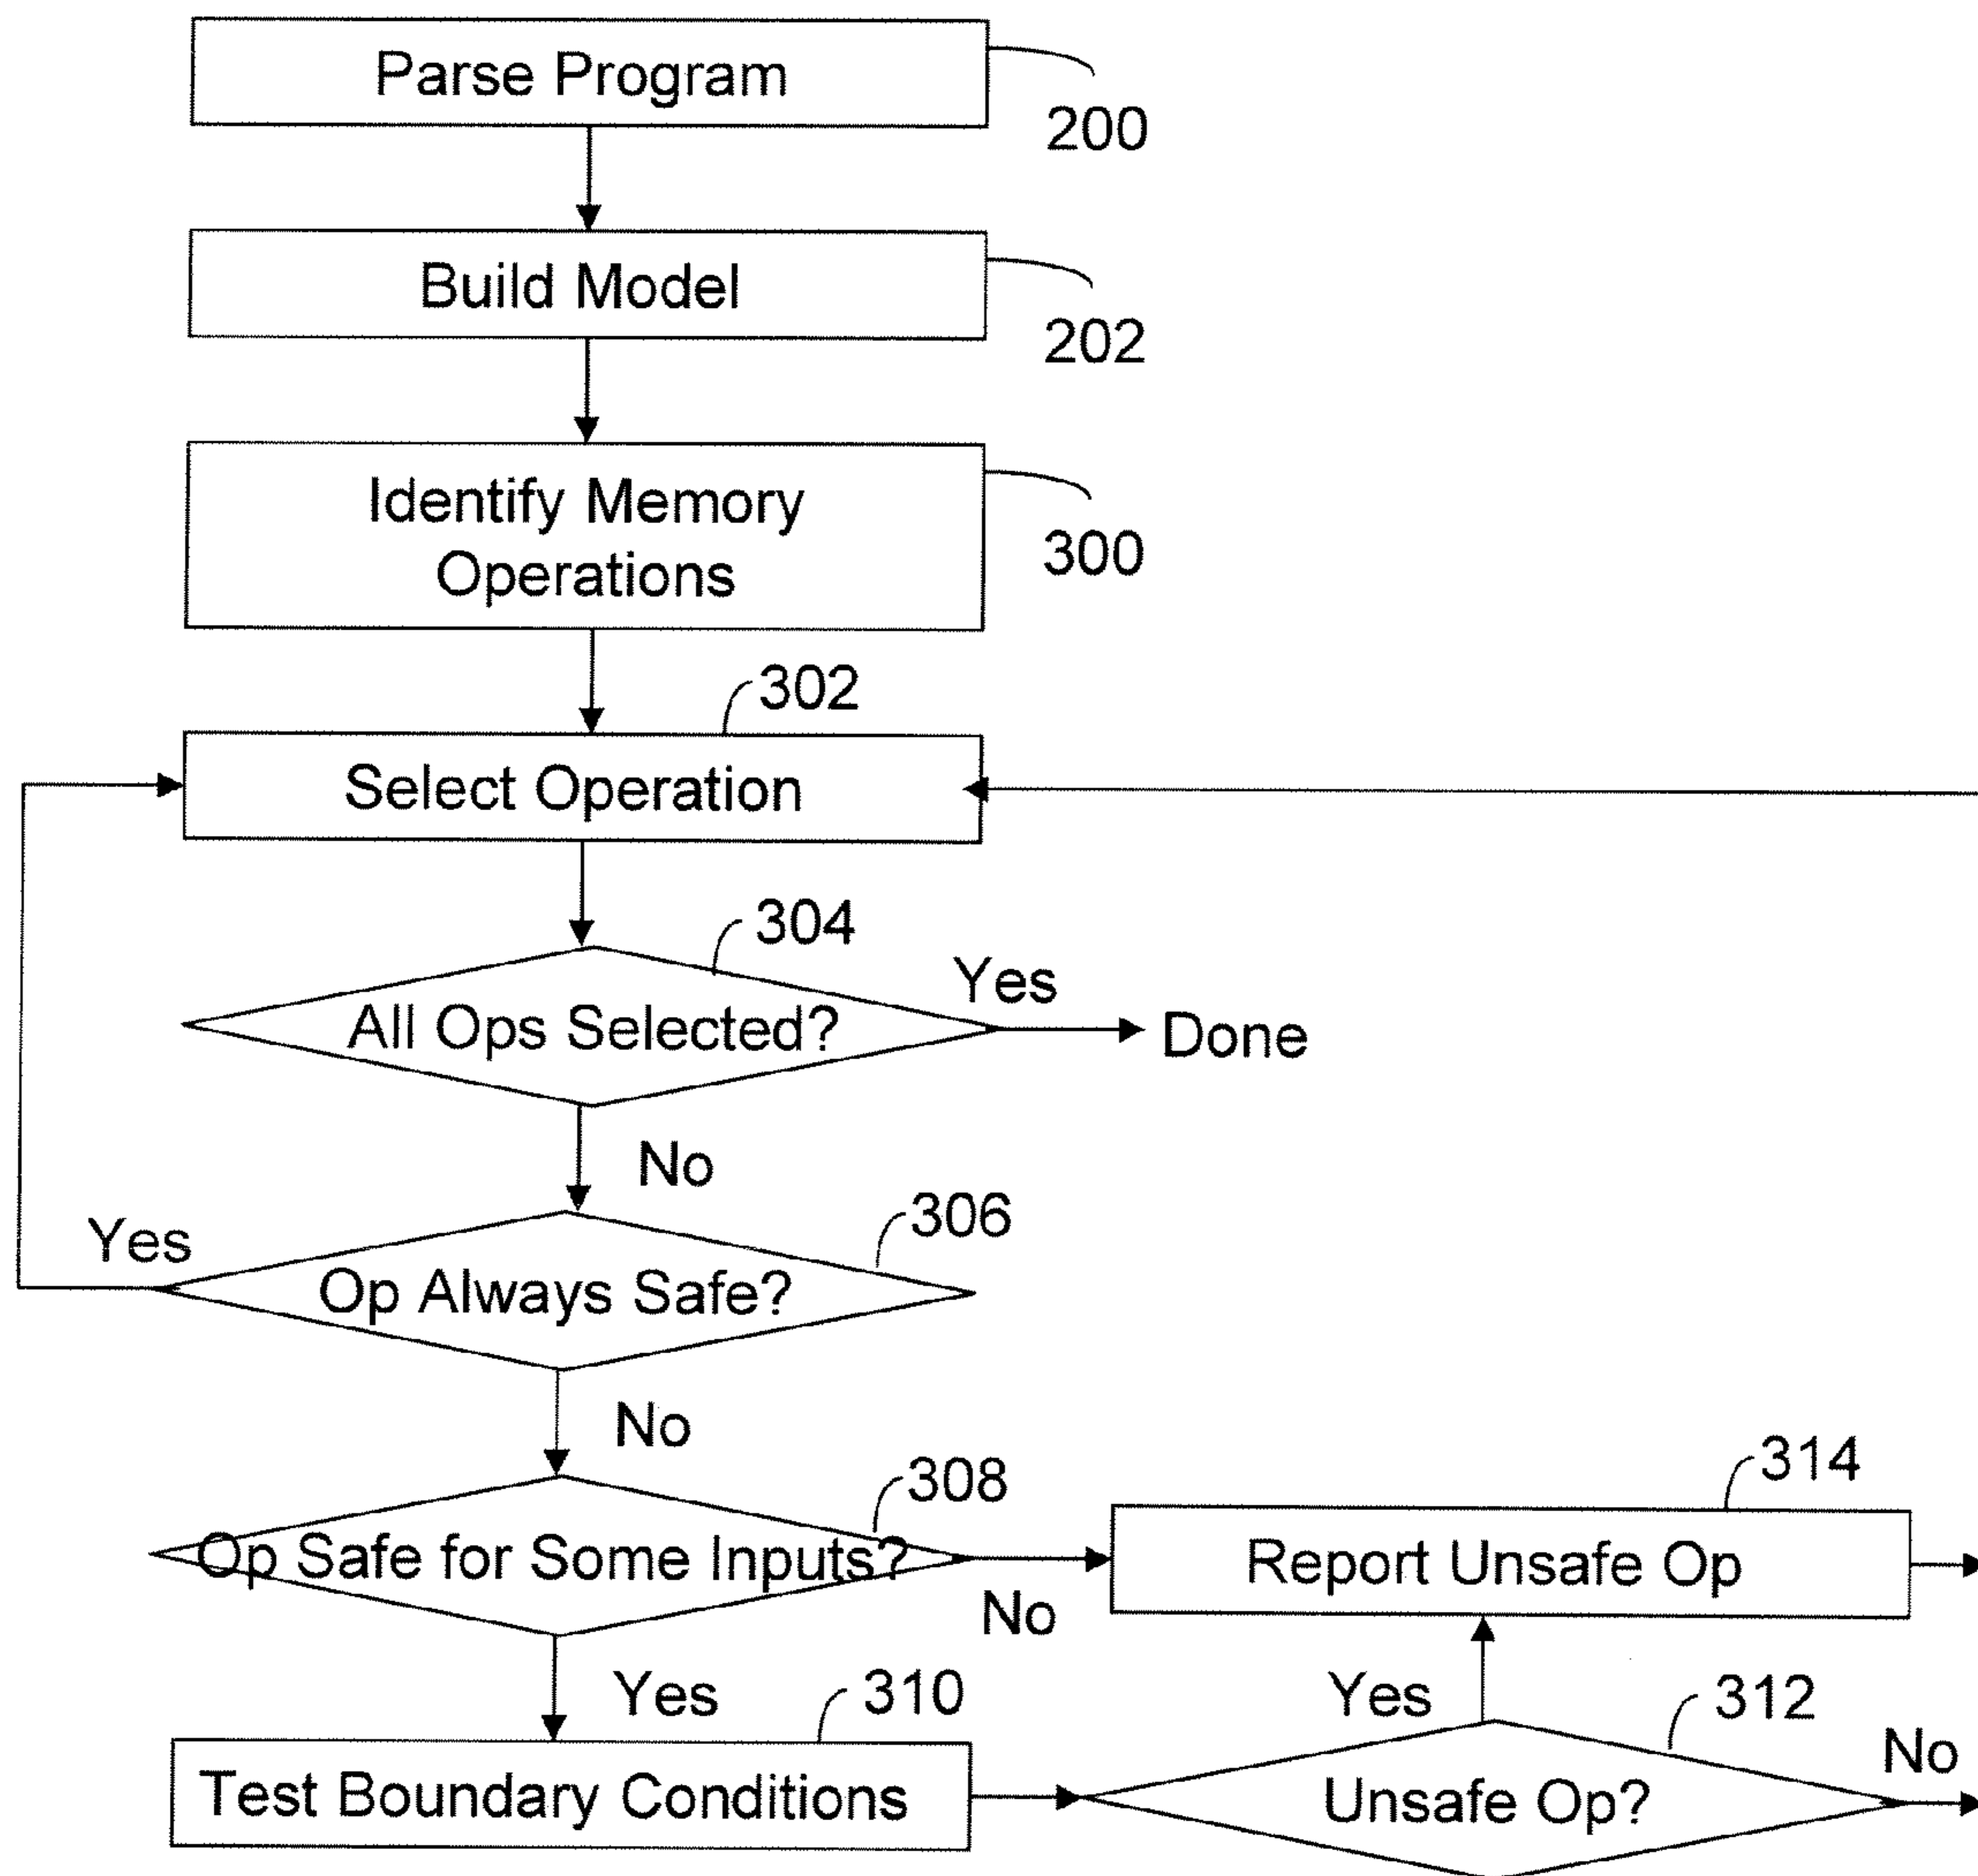 Parse Program
200
Build Model
202
Identify Memory
Operations
300
302
Select Operation
304
Yes
All Ops Selected?
Done
No
306
Yes
Op Always Safe?
No
308
314
Op Safe for Some Inputs?
Report Unsafe Op
No
Yes
310
Yes
312
No
Test Boundary Conditions
Unsafe Op?